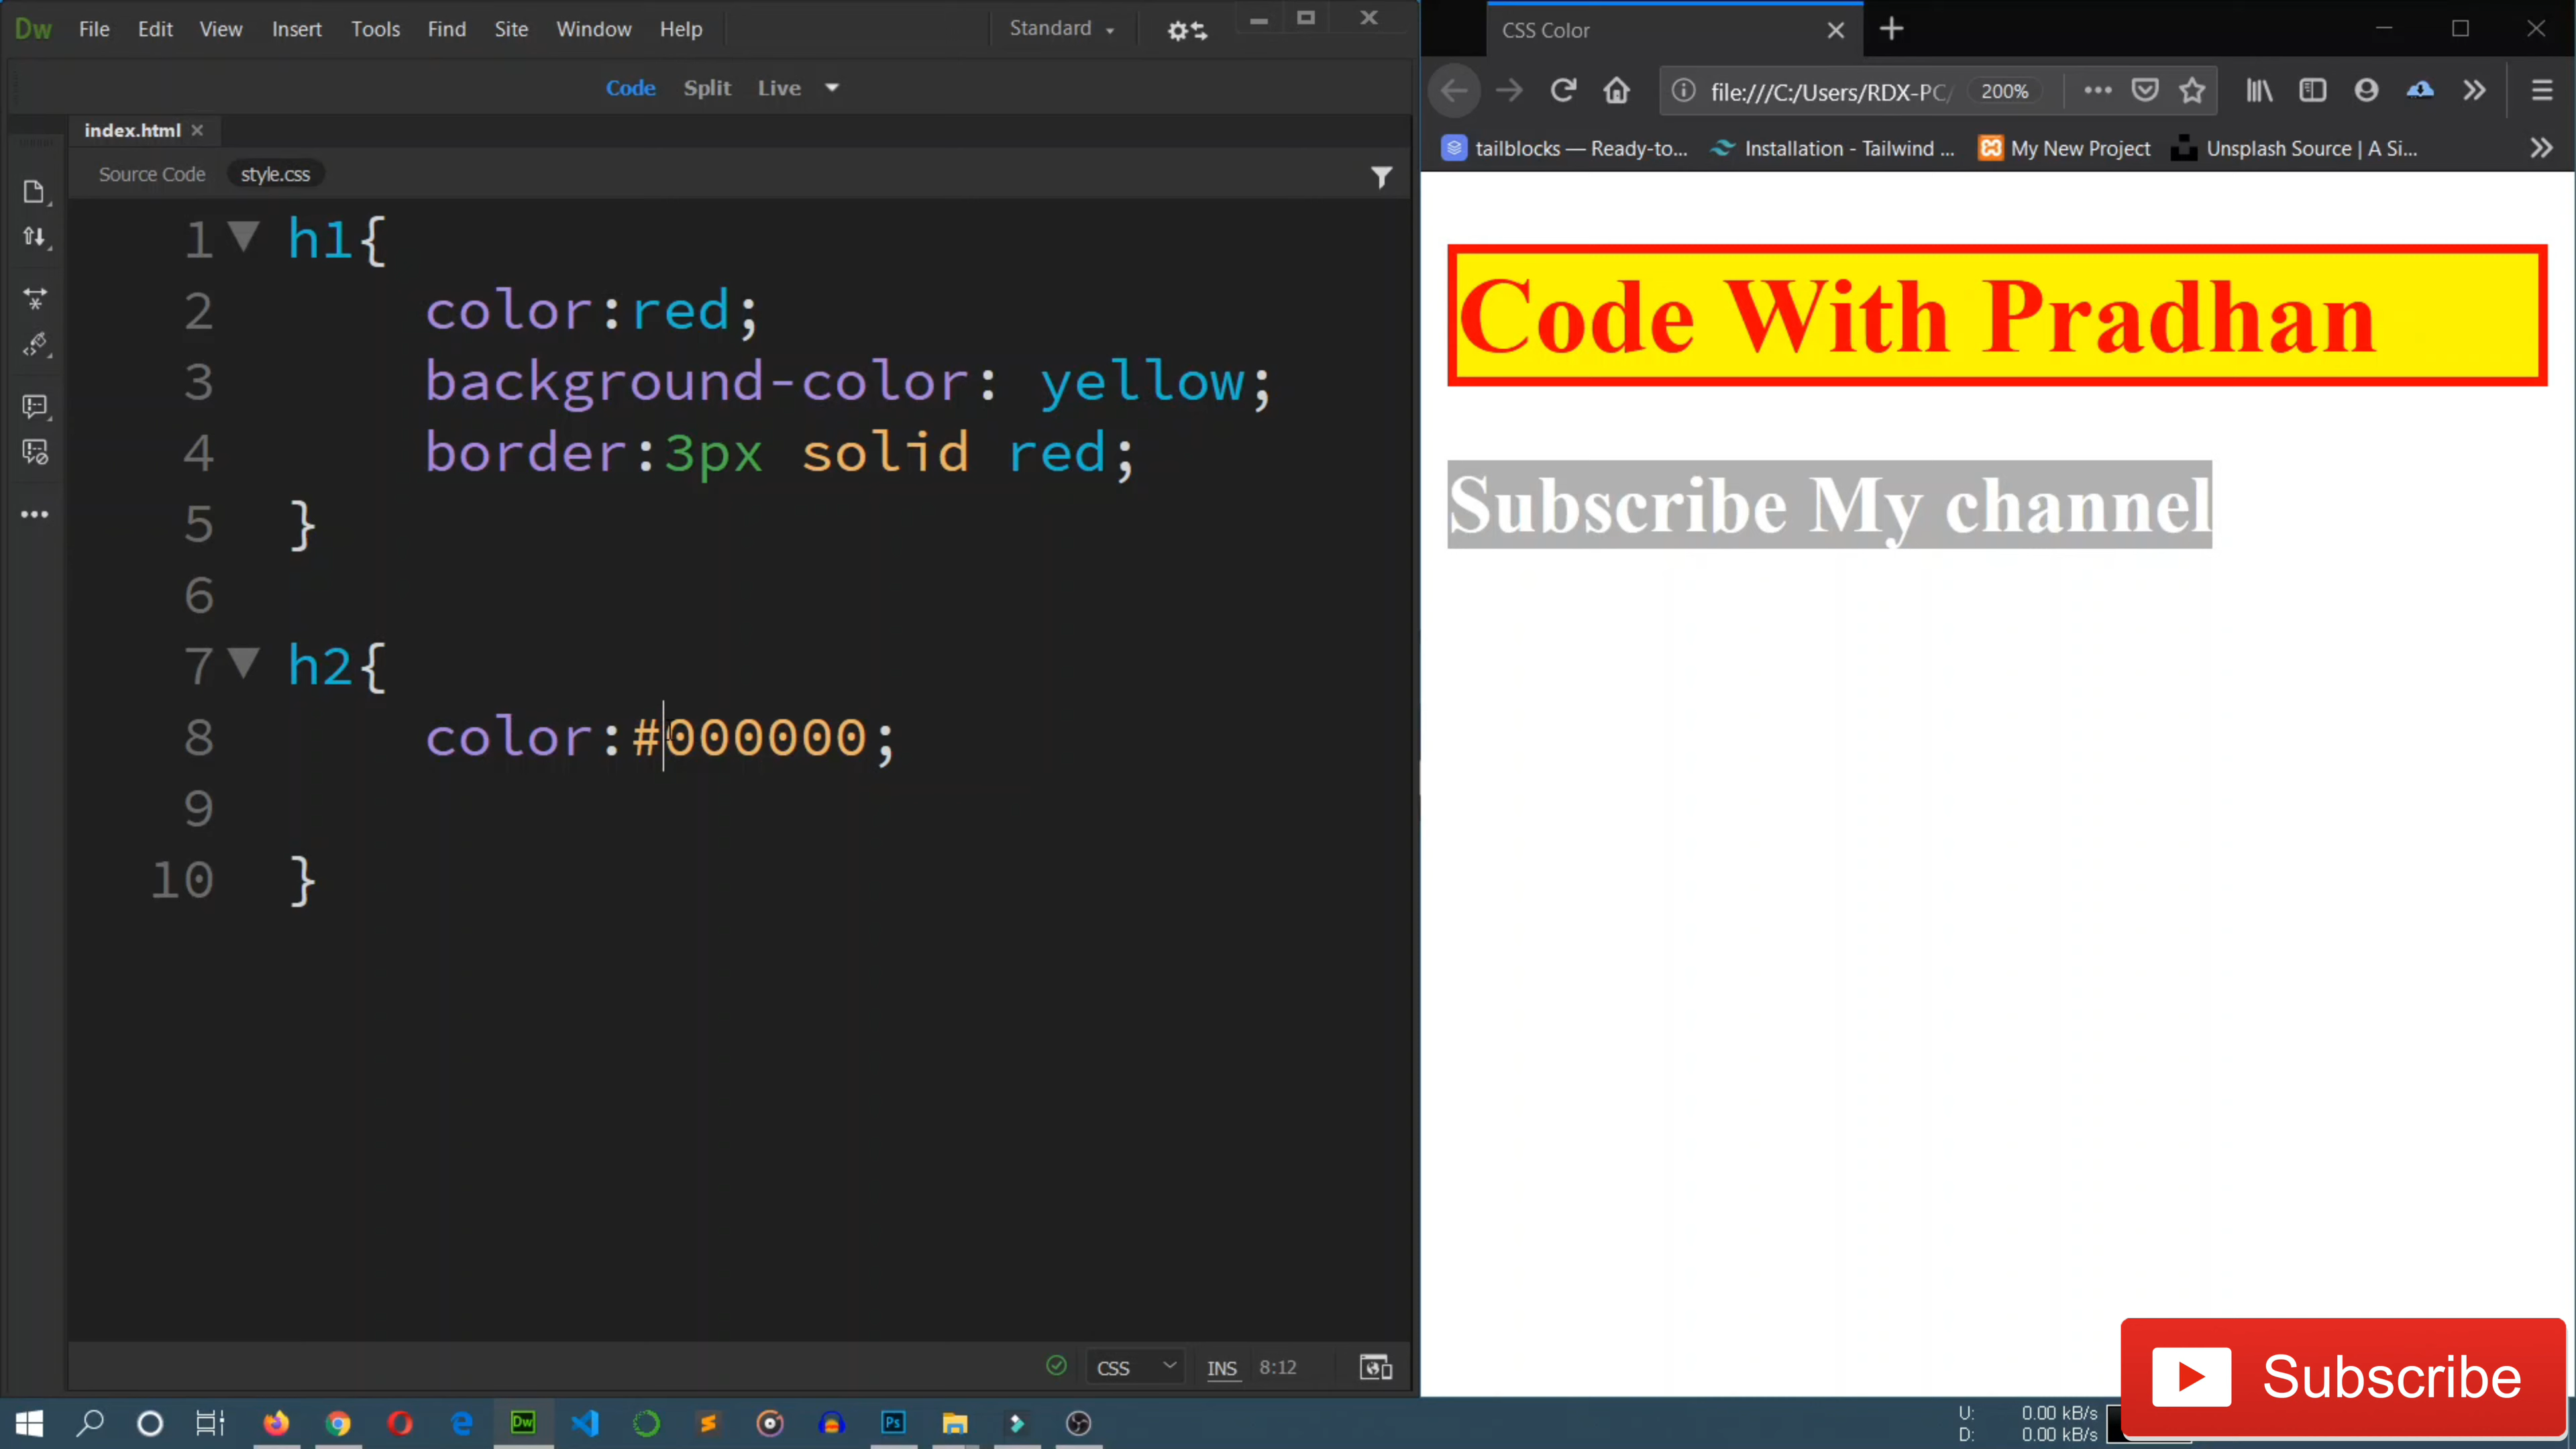 Dw File Edit View Insert Tools Find Site Window Help Standard
Code Split Live
index.html
Source Code style.css
1 h1{
2 color:red;
3 background-color: yellow;
4 border:3px solid red;
5 }
6
7 h2{
8 color:#000000;
9
10 }
CSS INS 8:12
CSS Color
file:///C:/Users/RDX-PC/ 200%
tailblocks — Ready-to... Installation - Tailwind ... My New Project Unsplash Source | A Si...
Code With Pradhan
Subscribe My channel
Subscribe
Dw Ps
U: 0.00 kB/s
D: 0.00 kB/s